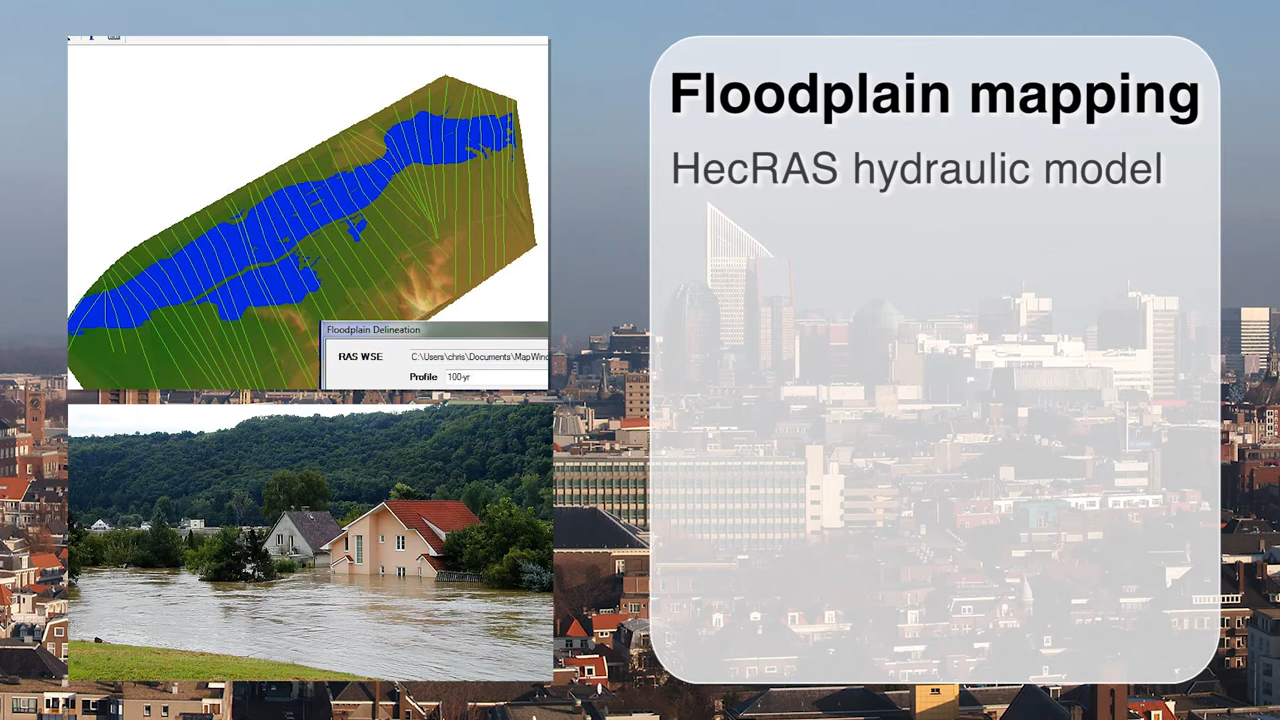 Floodplain mapping
HecRAS hydraulic model
Floodplain Delineation
RAS WSE C:\Users\chris\Documents\MapWind
Profile 100-yr